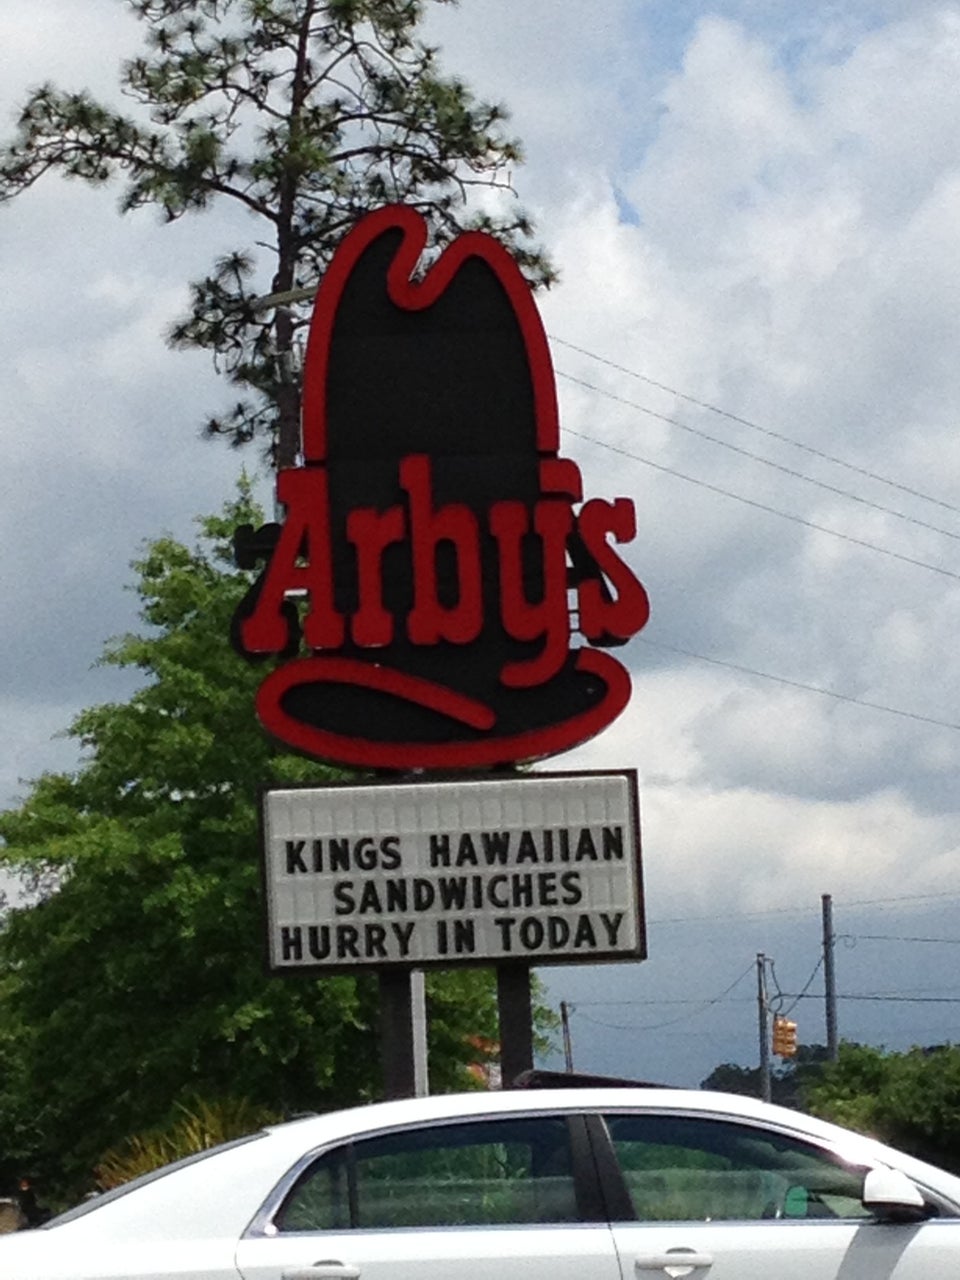 Arby's
KINGS HAWAIIAN
SANDWICHES
HURRY IN TODAY